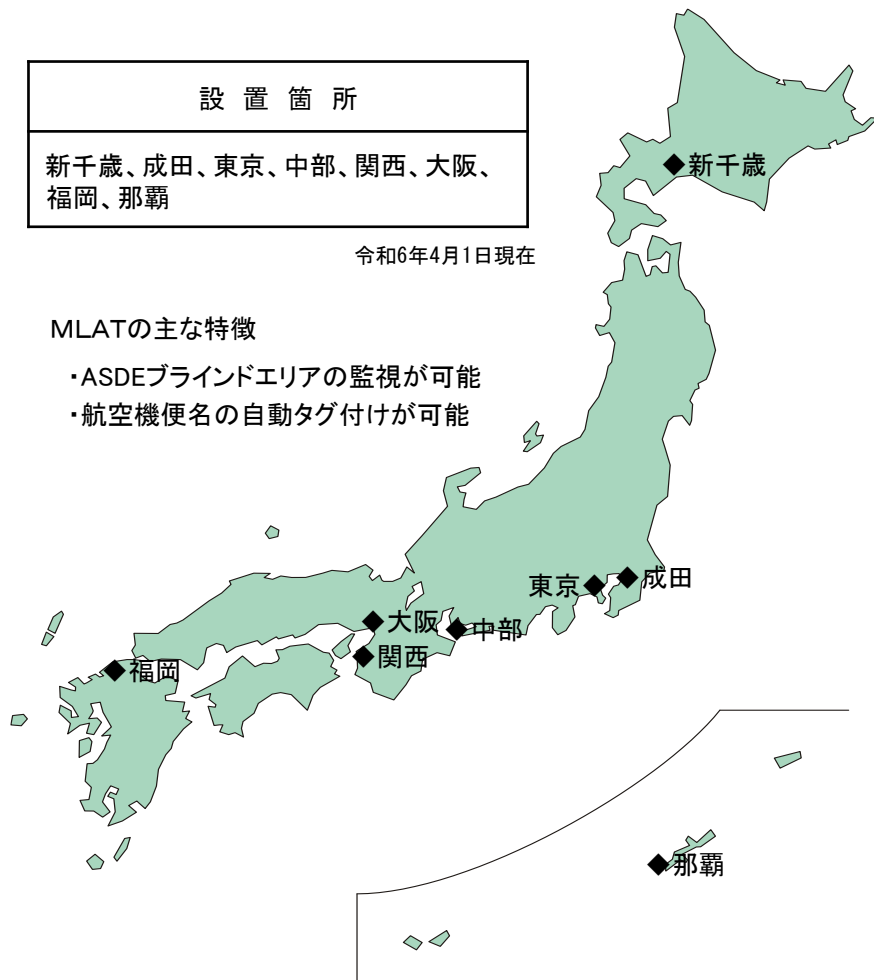 設置箇所
新千歳、成田、東京、中部、関西、大阪、
福岡、那覇
令和6年4月1日現在
MLATの主な特徴
・ASDEブラインドエリアの監視が可能
・航空機便名の自動タグ付けが可能
新千歳
成田
東京
大阪
中部
関西
福岡
那覇